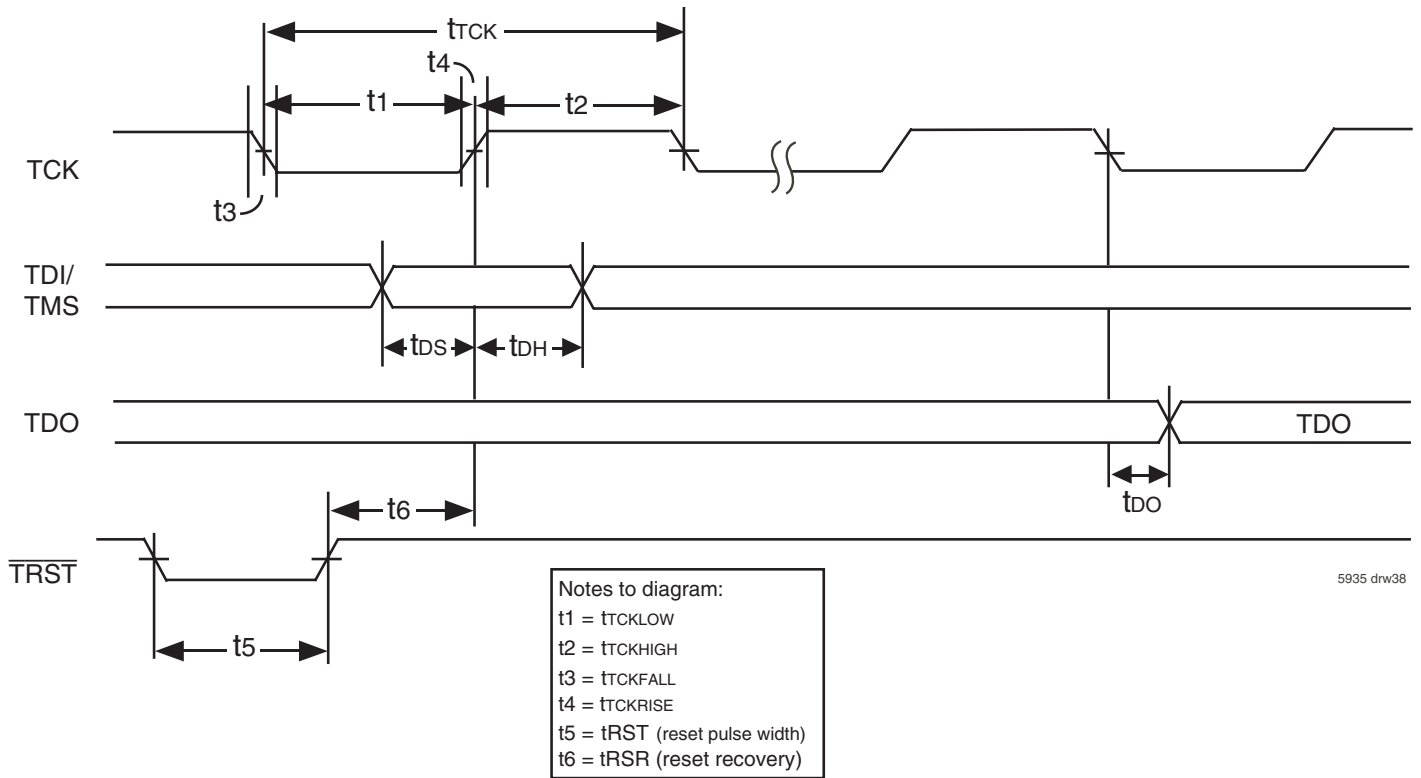 tTCK
t4
t1
t2
TCK
t3
TDI/
TMS
tDS
tDH
TDO
TDO
tDO
t6
TRST
t5
5935 drw38
Notes to diagram:
t1 = tTCKLOW
t2 = tTCKHIGH
t3 = tTCKFALL
t4 = tTCKRISE
t5 = tRST (reset pulse width)
t6 = tRSR (reset recovery)